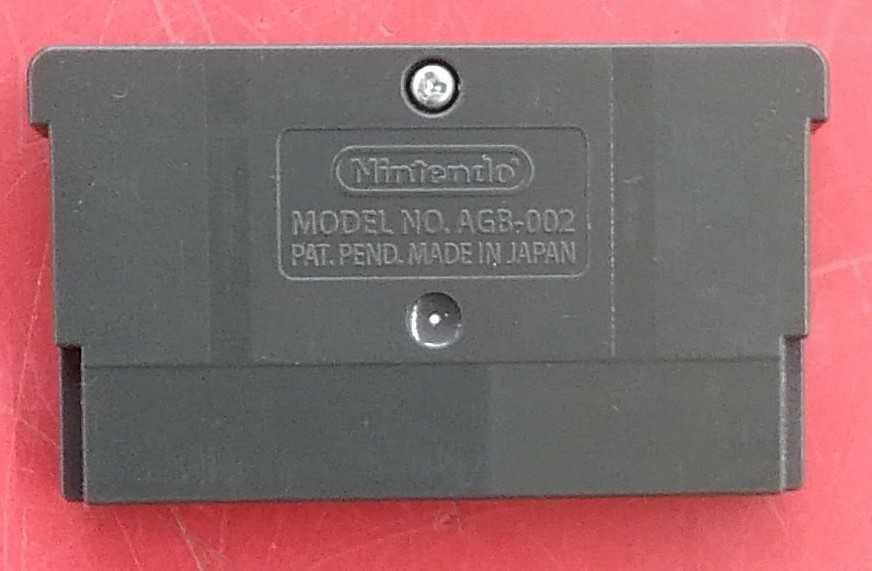 Nintendo®
MODEL NO. AGB-002
PAT. PEND. MADE IN JAPAN